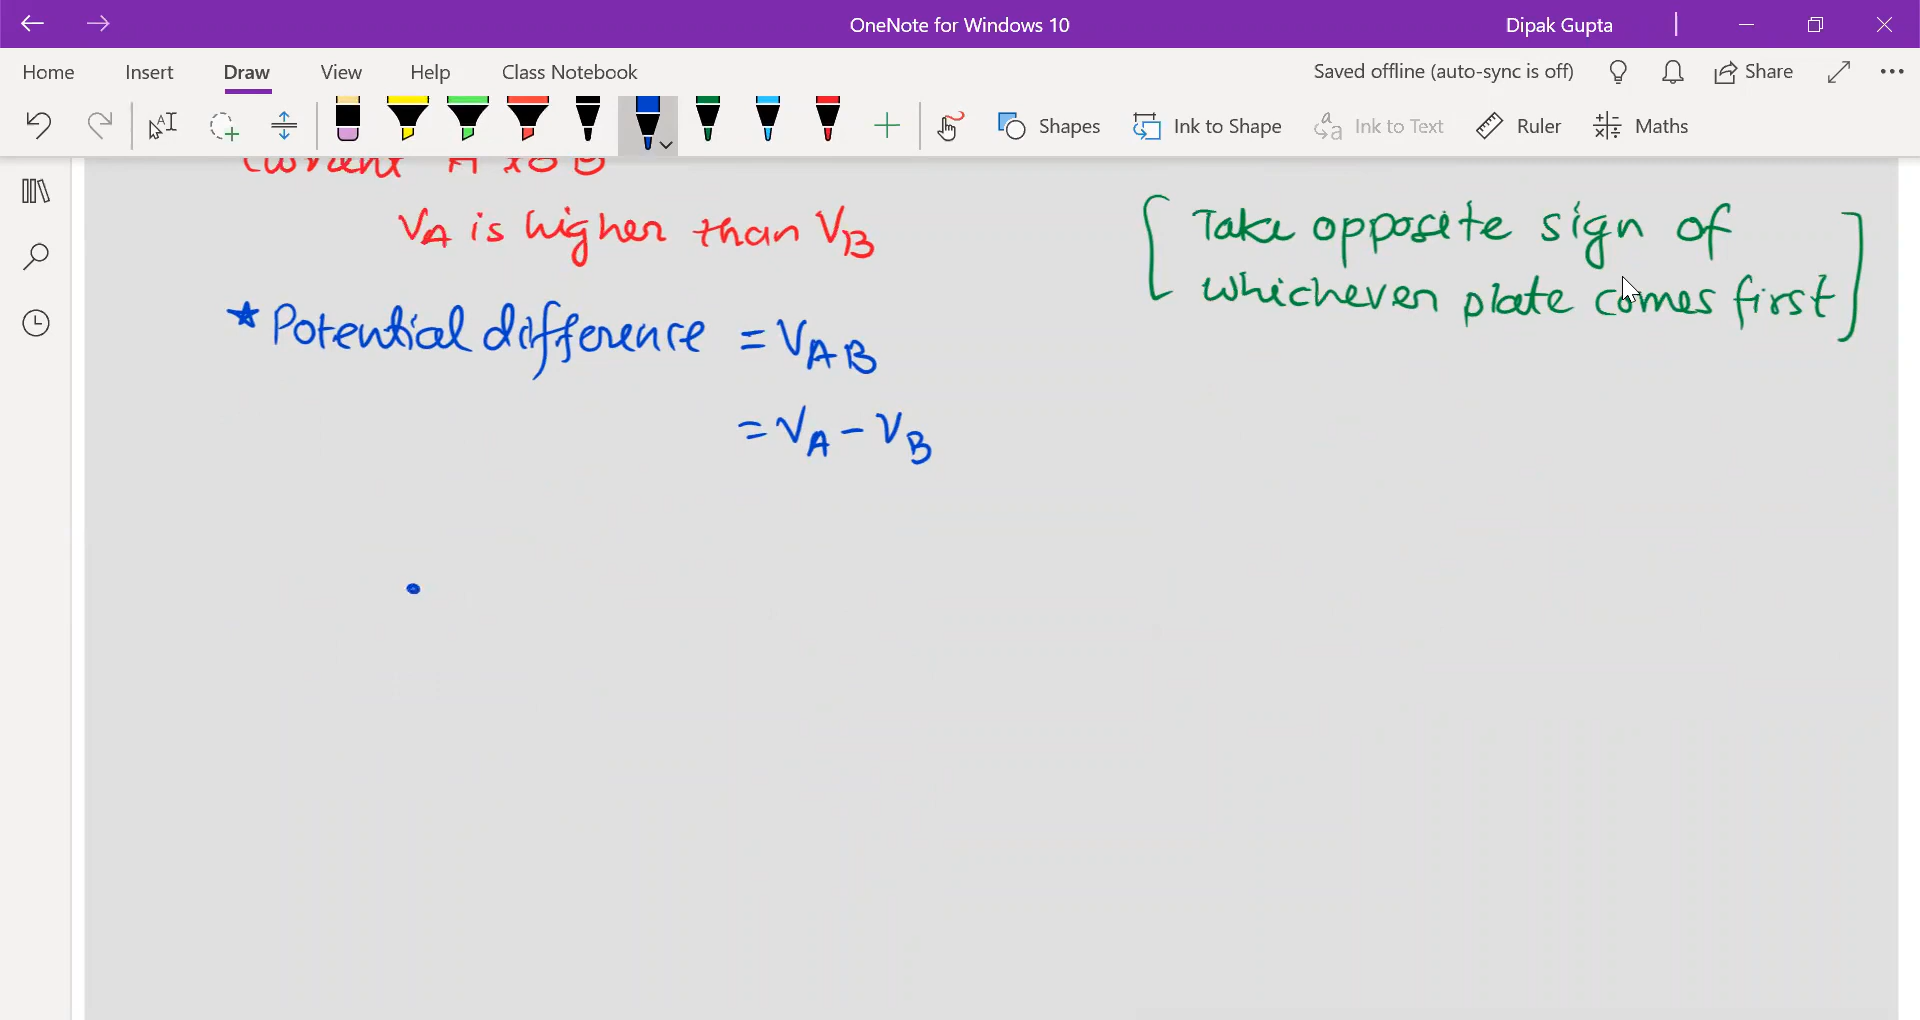 OneNote for Windows 10
Dipak Gupta
Home Insert Draw View Help Class Notebook
Saved offline (auto-sync is off) Share
Shapes Ink to Shape Ink to Text Ruler Maths
Current A to B
VA is higher than VB
[Take opposite sign of
whichever plate comes first]
* Potential difference = VAB
= VA - VB